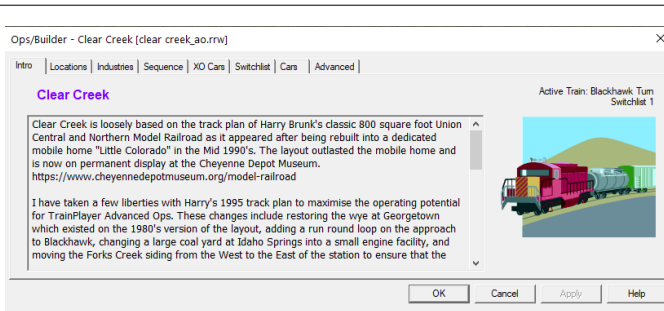 Ops/Builder - Clear Creek [clear creek_ao.rrw]
Intro Locations Industries Sequence XO Cars Switchlist Cars Advanced
Clear Creek
Active Train: Blackhawk Turn
Switchlist 1
Clear Creek is loosely based on the track plan of Harry Brunk's classic 800 square foot Union
Central and Northern Model Railroad as it appeared after being rebuilt into a dedicated
mobile home "Little Colorado" in the Mid 1990's. The layout outlasted the mobile home and
is now on permanent display at the Cheyenne Depot Museum.
https://www.cheyennedepotmuseum.org/model-railroad
I have taken a few liberties with Harry's 1995 track plan to maximise the operating potential
for TrainPlayer Advanced Ops. These changes include restoring the wye at Georgetown
which existed on the 1980's version of the layout, adding a run round loop on the approach
to Blackhawk, changing a large coal yard at Idaho Springs into a small engine facility, and
moving the Forks Creek siding from the West to the East of the station to ensure that the
OK Cancel Apply Help